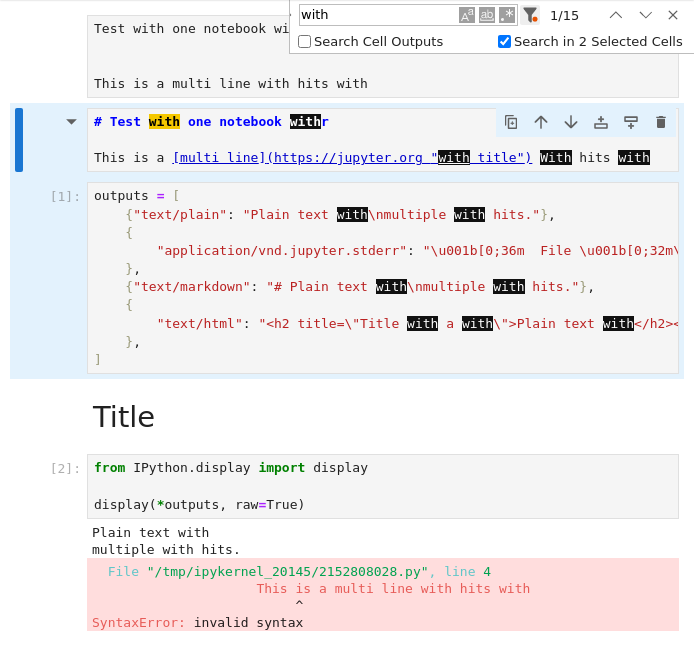 with
1/15
Search Cell Outputs
Search in 2 Selected Cells
Test with one notebook wi
This is a multi line with hits with
# Test with one notebook withr
This is a [multi line](https://jupyter.org "with title") With hits with
[1]:
outputs = [
{"text/plain": "Plain text with\nmultiple with hits."},
{
"application/vnd.jupyter.stderr": "\u001b[0;36m  File \u001b[0;32m\
},
{"text/markdown": "# Plain text with\nmultiple with hits."},
{
"text/html": "<h2 title=\"Title with a with\">Plain text with</h2><
},
]
Title
[2]:
from IPython.display import display
display(*outputs, raw=True)
Plain text with
multiple with hits.
File "/tmp/ipykernel_20145/2152808028.py", line 4
This is a multi line with hits with
^
SyntaxError: invalid syntax